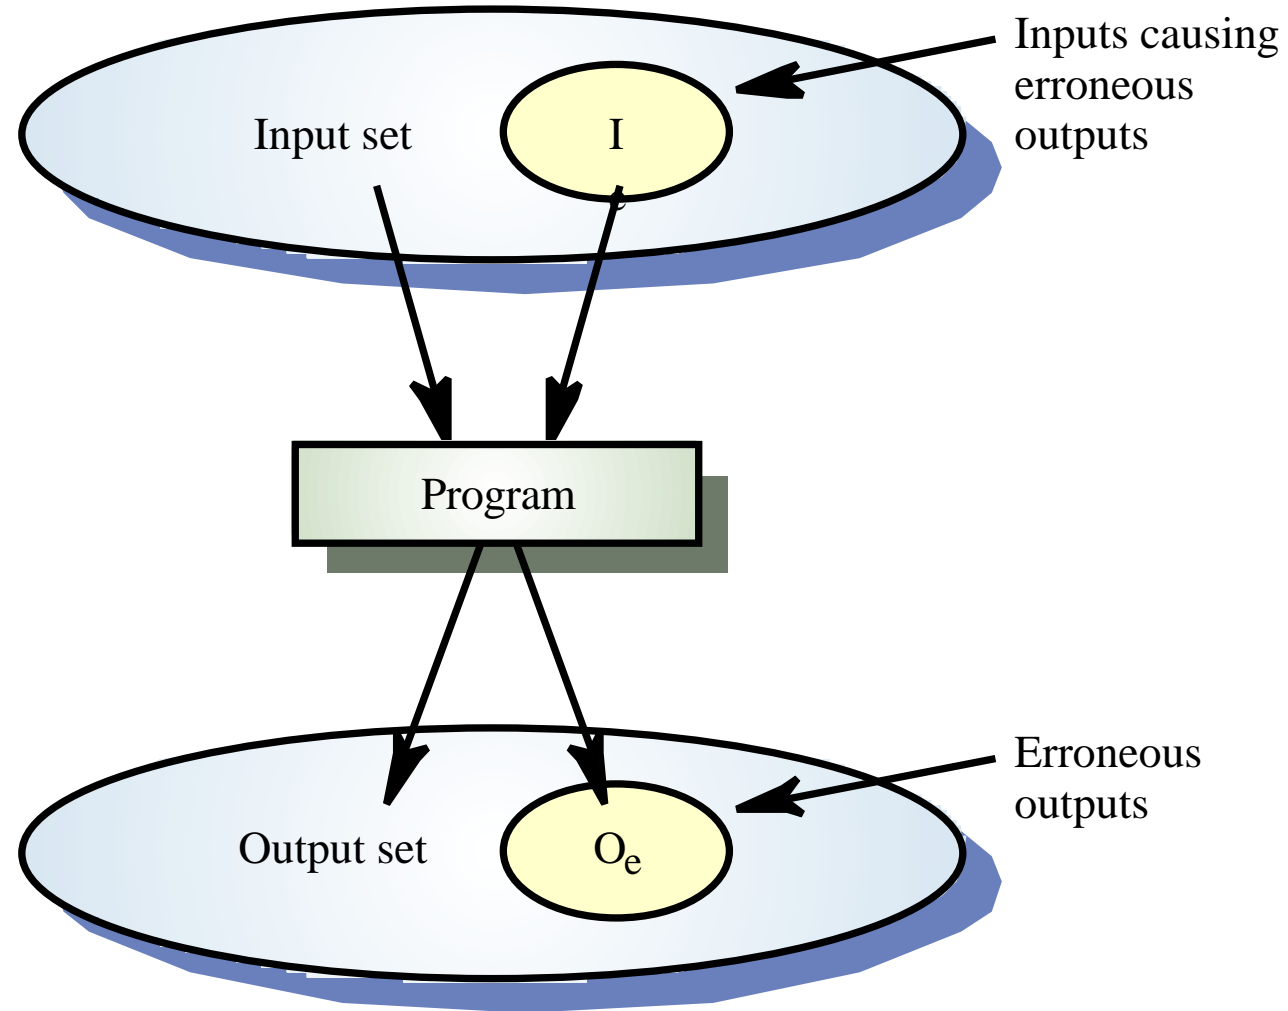 Inputs causing
erroneous
outputs
Input set
I
e
Program
Erroneous
outputs
Output set
Oe